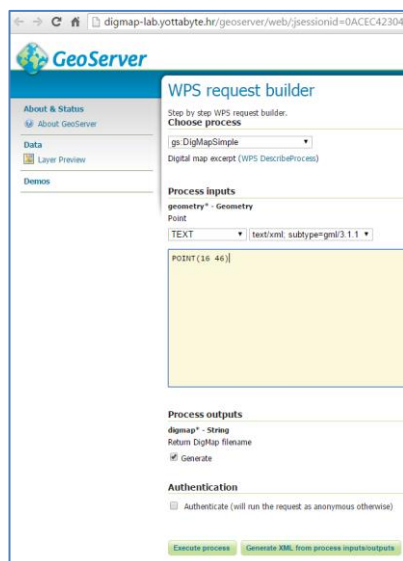 digmap-lab.yottabyte.hr/geoserver/web/;jsessionid=0ACEC42304
GeoServer
About & Status
About GeoServer
Data
Layer Preview
Demos
WPS request builder
Step by step WPS request builder.
Choose process
gs:DigMapSimple
Digital map excerpt (WPS DescribeProcess)
Process inputs
geometry* - Geometry
Point
TEXT text/xml; subtype=gml/3.1.1
POINT(16 46)
Process outputs
digmap* - String
Return DigMap filename
Generate
Authentication
Authenticate (will run the request as anonymous otherwise)
Execute process Generate XML from process inputs/outputs